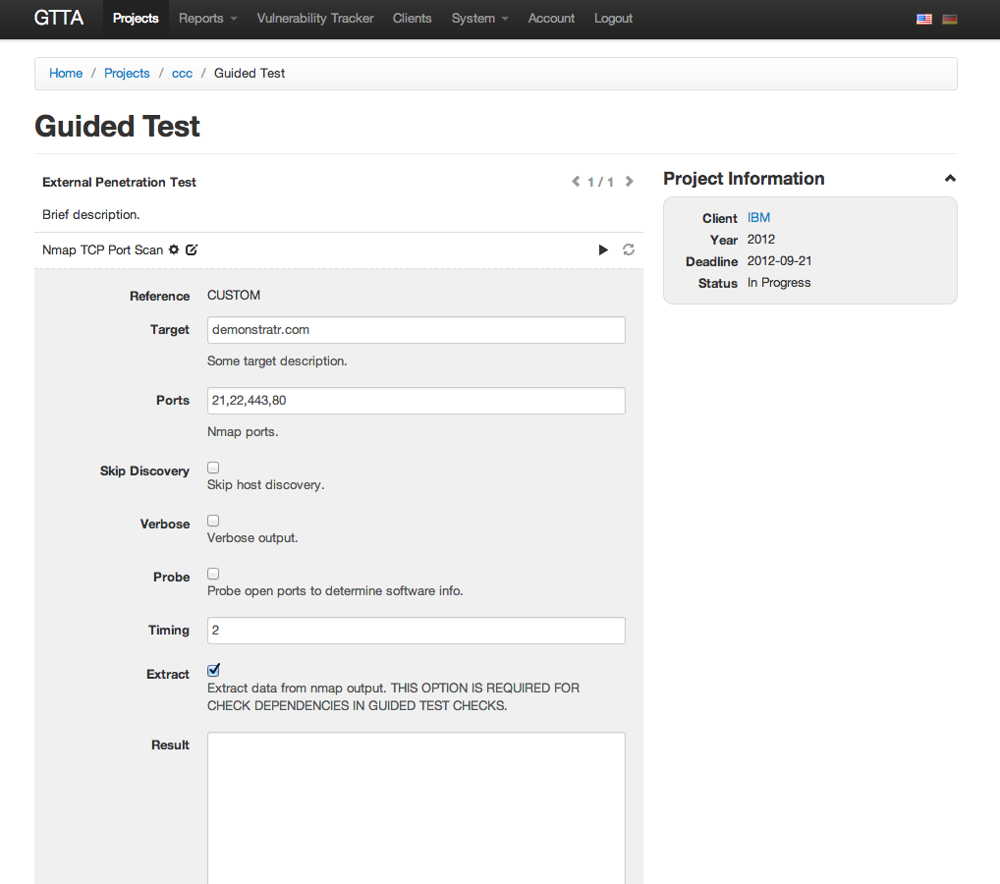 GTTA Projects Reports Vulnerability Tracker Clients System Account Logout
Home / Projects / ccc / Guided Test
Guided Test
External Penetration Test 1 / 1
Brief description.
Nmap TCP Port Scan
Reference CUSTOM
Target demonstratr.com
Some target description.
Ports 21,22,443,80
Nmap ports.
Skip Discovery
Skip host discovery.
Verbose
Verbose output.
Probe
Probe open ports to determine software info.
Timing 2
Extract
Extract data from nmap output. THIS OPTION IS REQUIRED FOR
CHECK DEPENDENCIES IN GUIDED TEST CHECKS.
Result
Project Information
Client IBM
Year 2012
Deadline 2012-09-21
Status In Progress